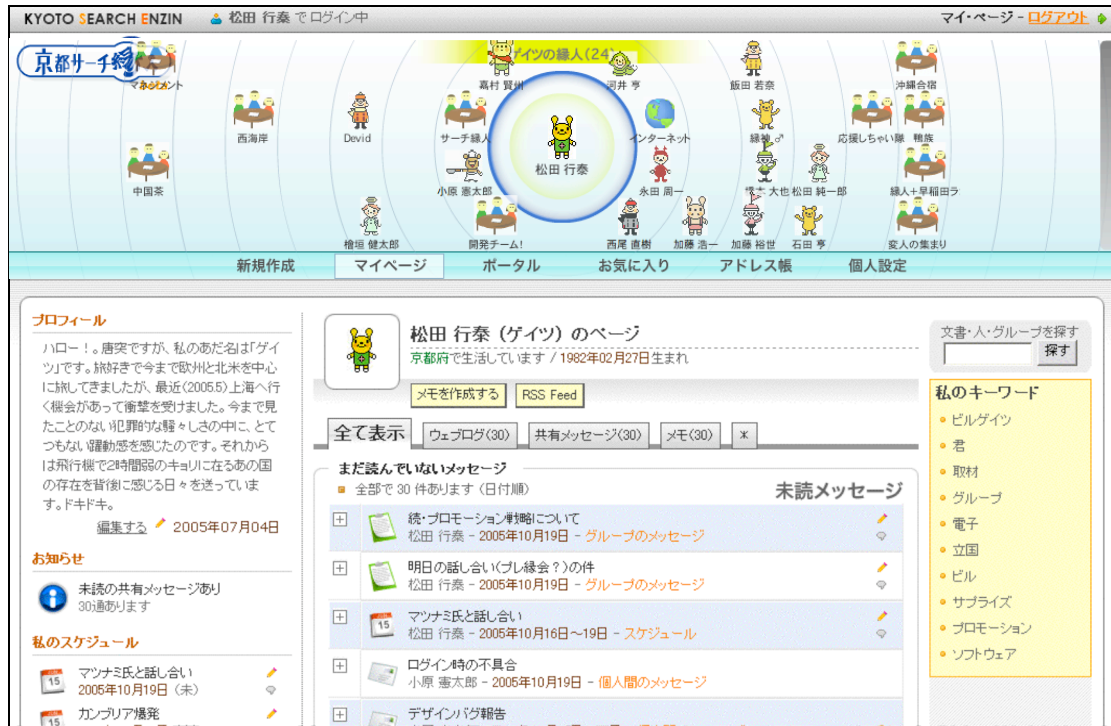 KYOTO SEARCH ENZIN 松田 行泰 でログイン中 マイ・ページ - ログアウト
京都サーチ縁人
ゲイツの縁人(24)
マネジメント 嘉村 賢州 河井 亨 飯田 若奈 沖縄合宿
西海岸 Devid サーチ縁人 インターネット 縁神♂ 応援しちゃい隊 鴨族
松田 行泰
中国茶 小原 憲太郎 永田 周一 大也 松田 純一郎 縁人+早稲田ラ
檜垣 健太郎 開発チーム! 西尾 直樹 加藤 浩一 加藤 裕世 石田 亨 変人の集まり
新規作成 マイページ ポータル お気に入り アドレス帳 個人設定
プロフィール
ハロー!。唐突ですが、私のあだ名は「ゲイ
ツ」です。旅好きで今まで欧州と北米を中心
に旅してきましたが、最近(2005.5)上海へ行
く機会があって衝撃を受けました。今まで見
たことのない犯罪的な騒々しさの中に、とて
つもない躍動感を感じたのです。それから
は飛行機で2時間弱のキョリに在るあの国
の存在を背後に感じる日々を送っていま
す。ドキドキ。
編集する 2005年07月04日
お知らせ
未読の共有メッセージあり
30通あります
私のスケジュール
マツナミ氏と話し合い
2005年10月19日(未)
カンブリア爆発
松田 行泰(ゲイツ)のページ
京都府で生活しています / 1982年02月27日生まれ
メモを作成する RSS Feed
全て表示 ウェブログ(30) 共有メッセージ(30) メモ(30) ж
まだ読んでいないメッセージ
全部で 30 件あります(日付順) 未読メッセージ
続・プロモーション戦略について
松田 行泰 - 2005年10月19日 - グループのメッセージ
明日の話し合い(プレ縁会?)の件
松田 行泰 - 2005年10月19日 - グループのメッセージ
マツナミ氏と話し合い
松田 行泰 - 2005年10月16日~19日 - スケジュール
ログイン時の不具合
小原 憲太郎 - 2005年10月19日 - 個人間のメッセージ
デザインバグ報告
文書・人・グループを探す
探す
私のキーワード
ビルゲイツ
君
取材
グループ
電子
立国
ビル
サプライズ
プロモーション
ソフトウェア